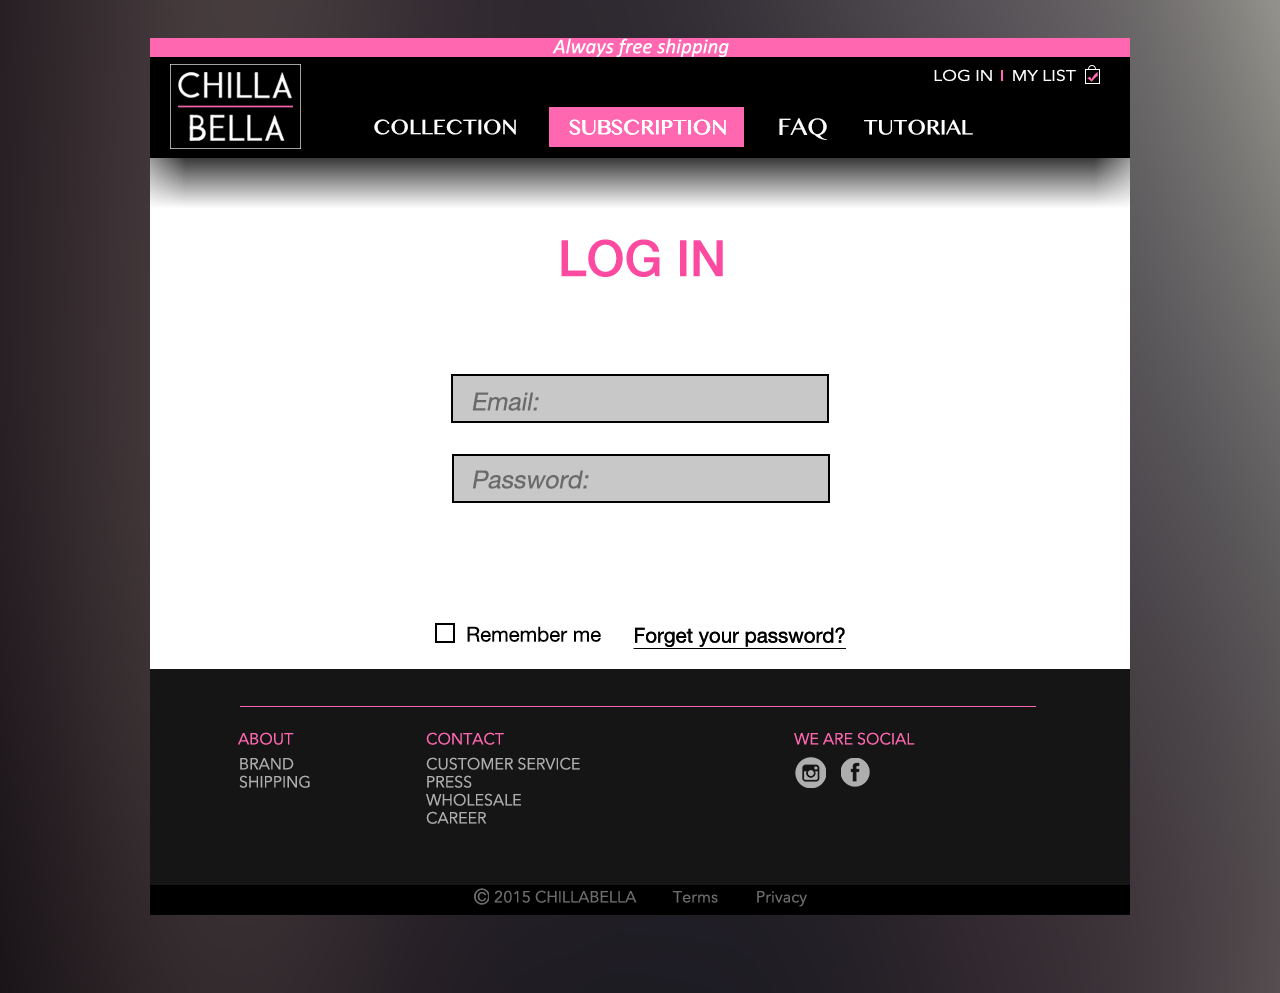 Always free shipping
CHILLA
BELLA
LOG IN
MY LIST
COLLECTION
SUBSCRIPTION
FAQ
TUTORIAL
LOG IN
Email:
Password:
Remember me
Forget your password?
ABOUT
BRAND
SHIPPING
CONTACT
CUSTOMER SERVICE
PRESS
WHOLESALE
CAREER
WE ARE SOCIAL
© 2015 CHILLABELLA
Terms
Privacy